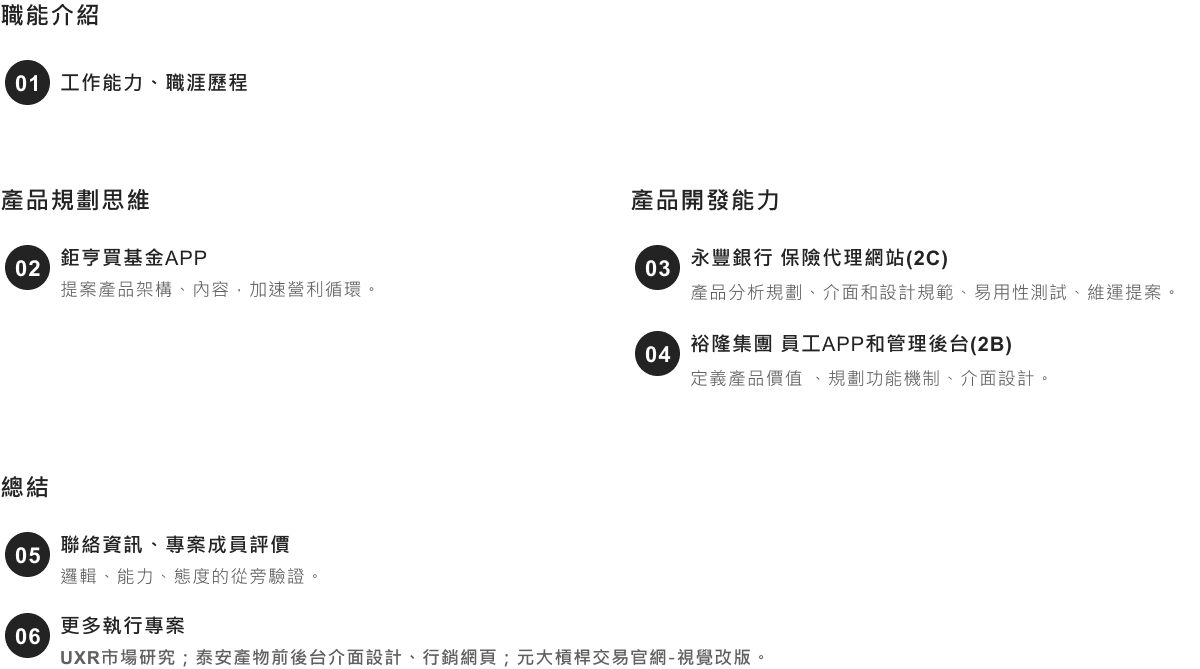 職能介紹
01 工作能力、職涯歷程
產品規劃思維
02 鉅亨買基金APP
提案產品架構、內容，加速營利循環。
產品開發能力
03 永豐銀行 保險代理網站(2C)
產品分析規劃、介面和設計規範、易用性測試、維運提案。
04 裕隆集團 員工APP和管理後台(2B)
定義產品價值 、規劃功能機制、介面設計。
總結
05 聯絡資訊、專案成員評價
邏輯、能力、態度的從旁驗證。
06 更多執行專案
UXR市場研究；泰安產物前後台介面設計、行銷網頁；元大槓桿交易官網-視覺改版。